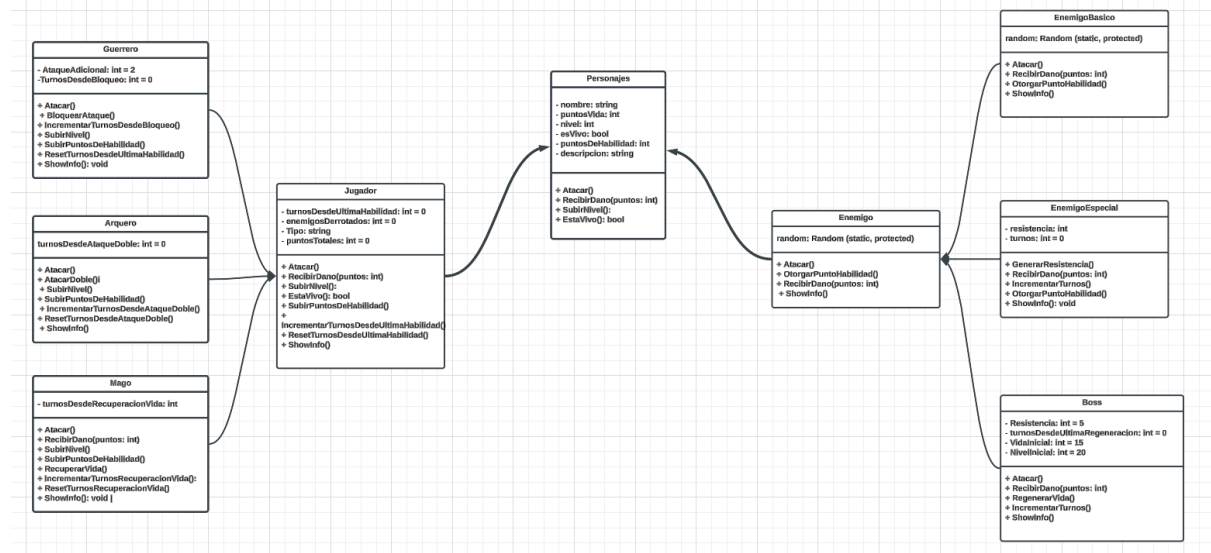 Guerrero
- AtaqueAdicional: int = 2
-TurnosDesdeBloqueo: int = 0
+ Atacar()
+ BloquearAtaque()
+ IncrementarTurnosDesdeBloqueo()
+ SubirNivel()
+ SubirPuntosDeHabilidad()
+ ResetTurnosDesdeUltimaHabilidad()
+ ShowInfo(): void
Arquero
turnosDesdeAtaqueDoble: int = 0
+ Atacar()
+ AtacarDoble()i
+ SubirNivel()
+ SubirPuntosDeHabilidad()
+ IncrementarTurnosDesdeAtaqueDoble()
+ ResetTurnosDesdeAtaqueDoble()
+ ShowInfo()
Mago
- turnosDesdeRecuperacionVida: int
+ Atacar()
+ RecibirDano(puntos: int)
+ SubirNivel()
+ SubirPuntosDeHabilidad()
+ RecuperarVida()
+ IncrementarTurnosRecuperacionVida():
+ ResetTurnosRecuperacionVida()
+ ShowInfo(): void |
Jugador
- turnosDesdeUltimaHabilidad: int = 0
- enemigosDerrotados: int = 0
- Tipo: string
- puntosTotales: int = 0
+ Atacar()
+ RecibirDano(puntos: int)
+ SubirNivel():
+ EstaVivo(): bool
+ SubirPuntosDeHabilidad()
+
IncrementarTurnosDesdeUltimaHabilidad()
+ ResetTurnosDesdeUltimaHabilidad()
+ ShowInfo()
Personajes
- nombre: string
- puntosVida: int
- nivel: int
- esVivo: bool
- puntosDeHabilidad: int
- descripcion: string
+ Atacar()
+ RecibirDano(puntos: int)
+ SubirNivel():
+ EstaVivo(): bool
Enemigo
random: Random (static, protected)
+ Atacar()
+ OtorgarPuntoHabilidad()
+ RecibirDano(puntos: int)
+ ShowInfo()
EnemigoBasico
random: Random (static, protected)
+ Atacar()
+ RecibirDano(puntos: int)
+ OtorgarPuntoHabilidad()
+ ShowInfo()
EnemigoEspecial
- resistencia: int
- turnos: int = 0
+ GenerarResistencia()
+ RecibirDano(puntos: int)
+ IncrementarTurno()
+ OtorgarPuntoHabilidad()
+ ShowInfo(): void
Boss
- Resistencia: int = 5
- turnosDesdeUltimaRegeneracion: int = 0
- VidaInicial: int = 15
- NivelInicial: int = 20
+ Atacar()
+ RecibirDano(puntos: int)
+ RegenerarVida()
+ IncrementarTurnos()
+ ShowInfo()